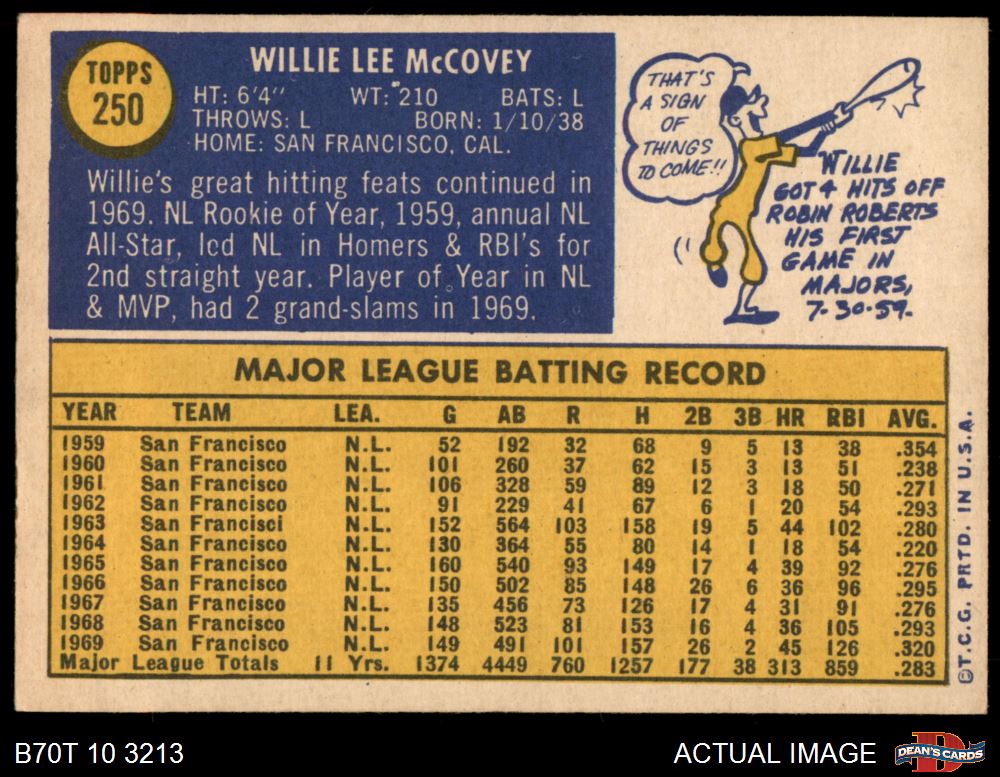 TOPPS
250
WILLIE LEE McCOVEY
HT: 6'4" WT: 210 BATS: L
THROWS: L BORN: 1/10/38
HOME: SAN FRANCISCO, CAL.
Willie's great hitting feats continued in
1969. NL Rookie of Year, 1959, annual NL
All-Star, lcd NL in Homers & RBI's for
2nd straight year. Player of Year in NL
& MVP, had 2 grand-slams in 1969.
THAT'S
A SIGN
OF
THINGS
TO COME!!
WILLIE
GOT 4 HITS OFF
ROBIN ROBERTS
HIS FIRST
GAME IN
MAJORS,
7-30-59.
MAJOR LEAGUE BATTING RECORD
YEAR TEAM LEA. G AB R H 2B 3B HR RBI AVG.
1959 San Francisco N.L. 52 192 32 68 9 5 13 38 .354
1960 San Francisco N.L. 101 260 37 62 15 3 13 51 .238
1961 San Francisco N.L. 106 328 59 89 12 3 18 50 .271
1962 San Francisco N.L. 91 229 41 67 6 1 20 54 .293
1963 San Francisci N.L. 152 564 103 158 19 5 44 102 .280
1964 San Francisco N.L. 130 364 55 80 14 1 18 54 .220
1965 San Francisco N.L. 160 540 93 149 17 4 39 92 .276
1966 San Francisco N.L. 150 502 85 148 26 6 36 96 .295
1967 San Francisco N.L. 135 456 73 126 17 4 31 91 .276
1968 San Francisco N.L. 148 523 81 153 16 4 36 105 .293
1969 San Francisco N.L. 149 491 101 157 26 2 45 126 .320
Major League Totals 11 Yrs. 1374 4449 760 1257 177 38 313 859 .283
©T.C.G. PRTD. IN U.S.A.
B70T 10 3213
ACTUAL IMAGE
D
DEAN'S CARDS